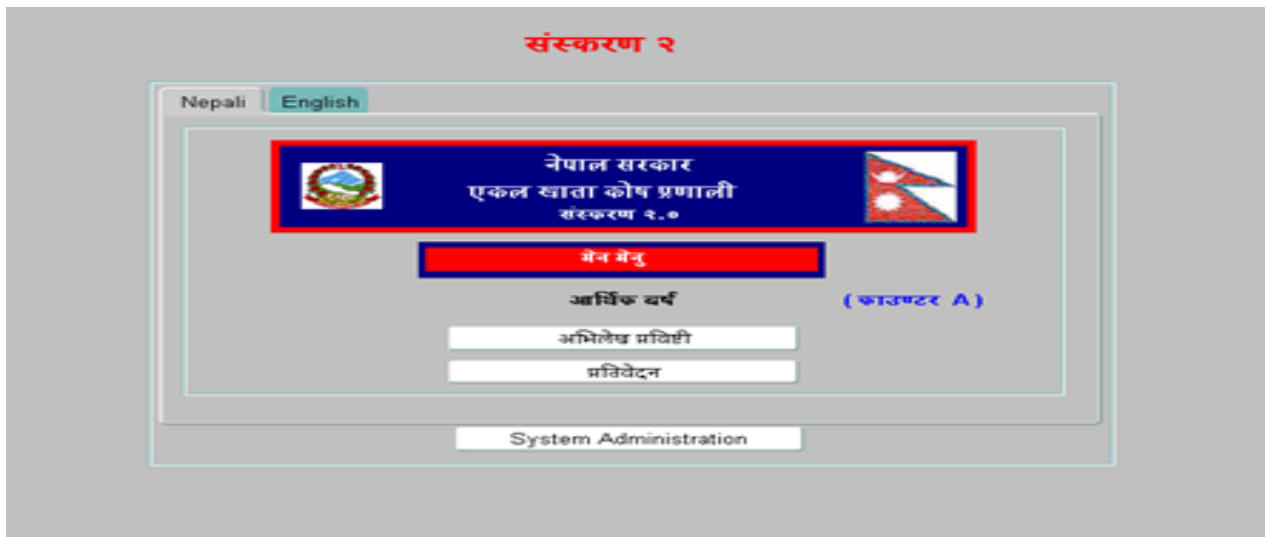 संस्करण २
Nepali English
नेपाल सरकार
एकल खाता कोष प्रणाली
संस्करण २.०
मेन मेनु
आर्थिक बर्ष (काउण्टर A)
अभिलेख प्रविष्टी
प्रतिवेदन
System Administration